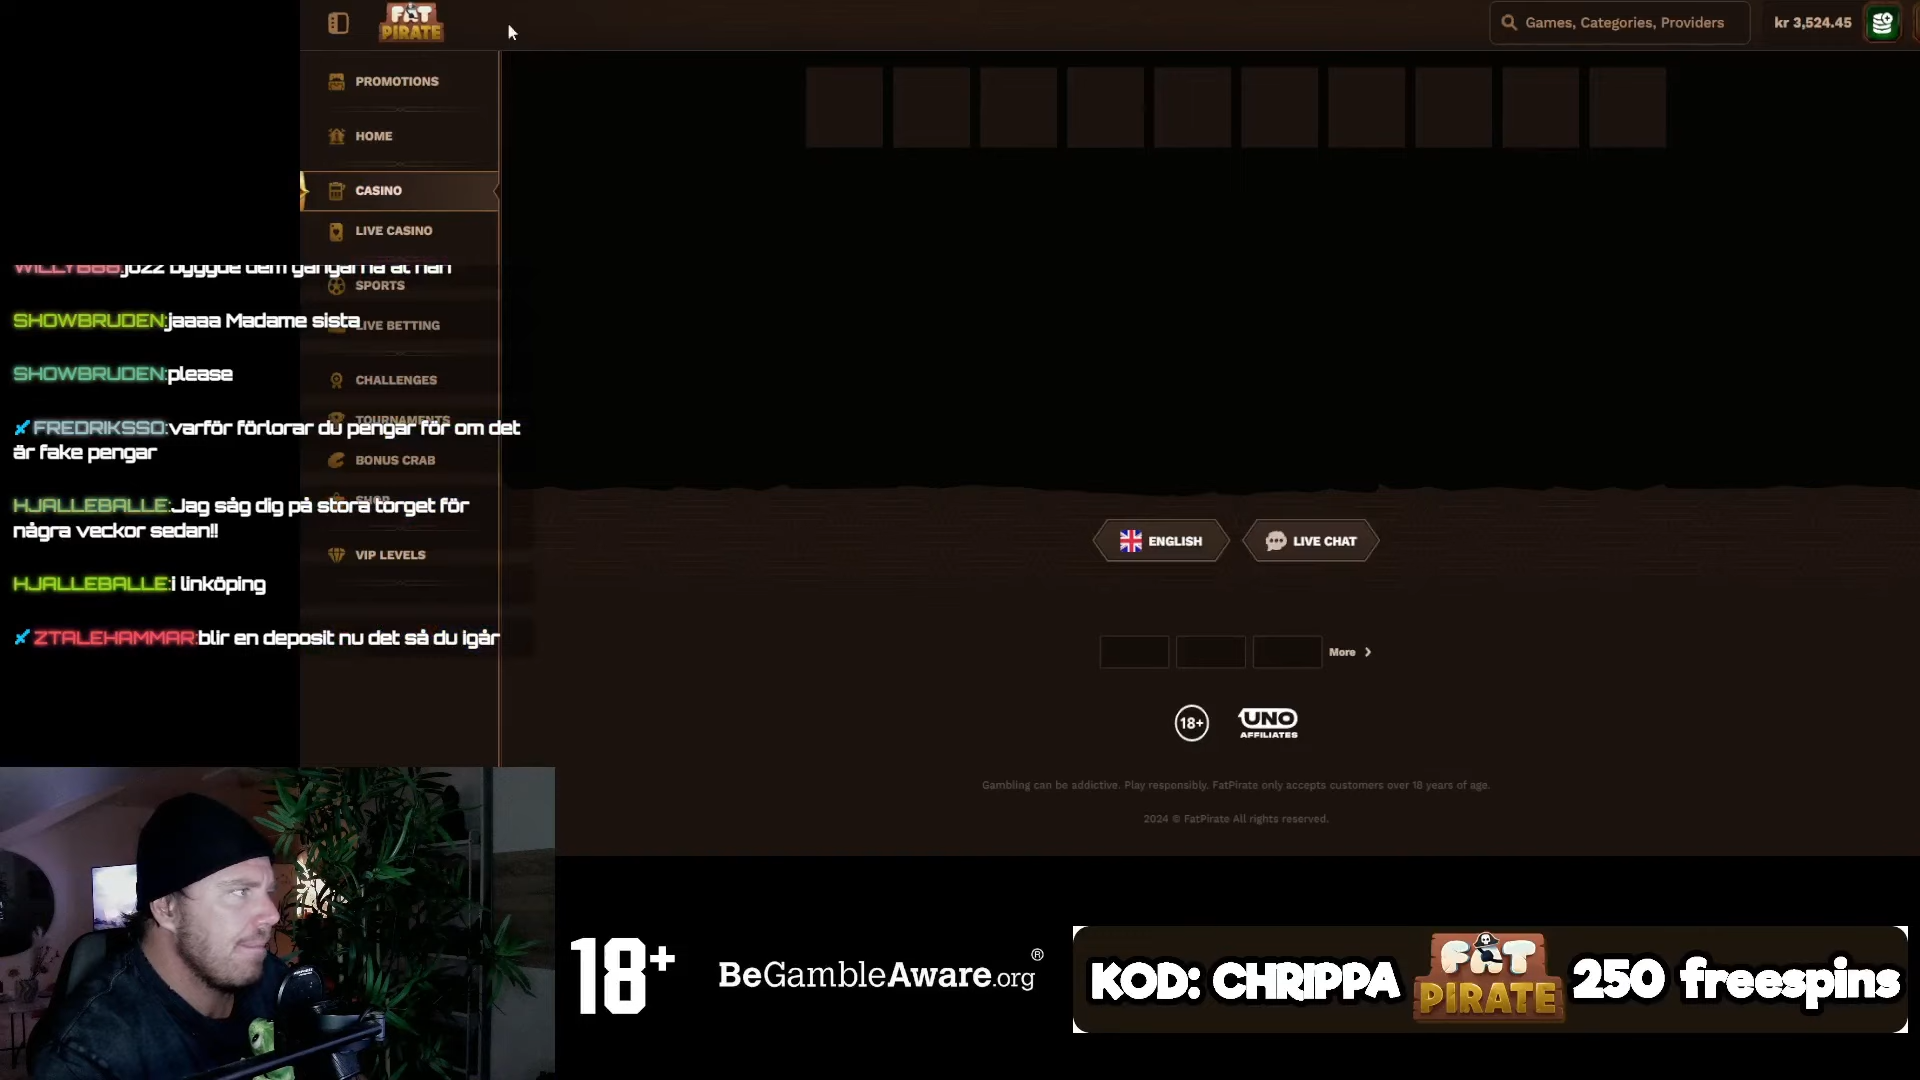 FAT
PIRATE
Games, Categories, Providers
kr 3,524.45
PROMOTIONS
HOME
CASINO
LIVE CASINO
SPORTS
LIVE BETTING
CHALLENGES
TOURNAMENTS
BONUS CRAB
SHOP
VIP LEVELS
SHOWBRUDEN:jaaaa Madame sista
SHOWBRUDEN:please
FREDRIKSSO:varför förlorar du pengar för om det
är fake pengar
HJALLEBALLE:Jag såg dig på stora torget för
några veckor sedan!!
HJALLEBALLE:i linköping
ZTALEHAMMAR:blir en deposit nu det så du igår
ENGLISH
LIVE CHAT
More
18+
UNO
AFFILIATES
Gambling can be addictive. Play responsibly. FatPirate only accepts customers over 18 years of age.
2024 © FatPirate All rights reserved.
18+
BeGambleAware.org®
KOD: CHRIPPA
FAT
PIRATE
250 freespins